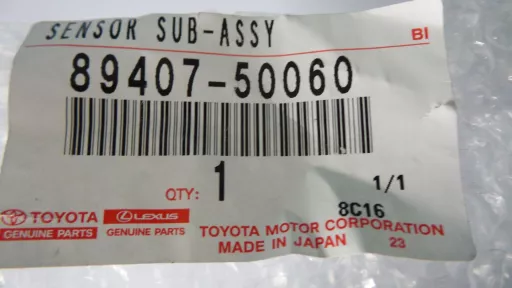 SENSOR SUB-ASSY
BI
89407-50060
QTY: 1
1/1
8C16
TOYOTA LEXUS
GENUINE PARTS GENUINE PARTS
TOYOTA MOTOR CORPORATION
MADE IN JAPAN 23